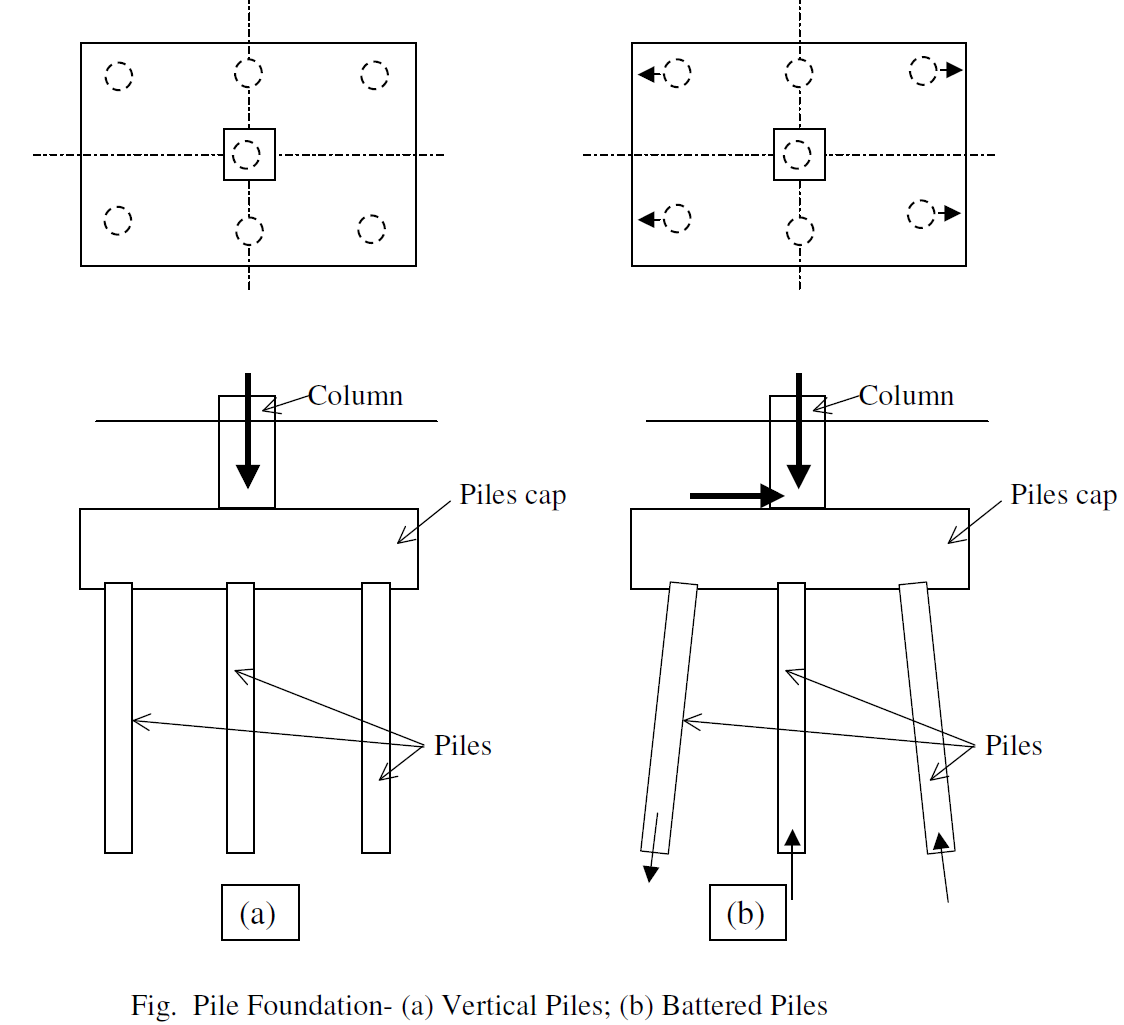 Column
Column
Piles cap
Piles cap
Piles
Piles
(a)
(b)
Fig. Pile Foundation- (a) Vertical Piles; (b) Battered Piles